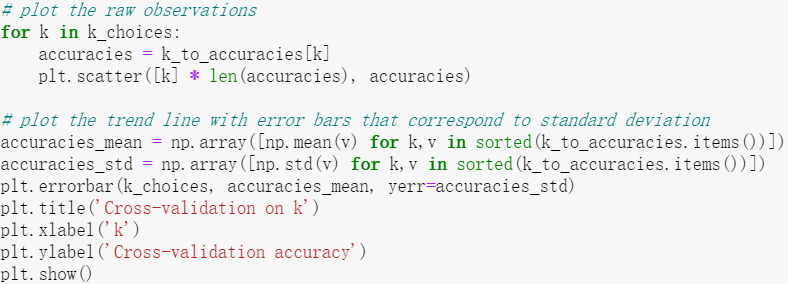 # plot the raw observations
for k in k_choices:
    accuracies = k_to_accuracies[k]
    plt.scatter([k] * len(accuracies), accuracies)

# plot the trend line with error bars that correspond to standard deviation
accuracies_mean = np.array([np.mean(v) for k,v in sorted(k_to_accuracies.items())])
accuracies_std = np.array([np.std(v) for k,v in sorted(k_to_accuracies.items())])
plt.errorbar(k_choices, accuracies_mean, yerr=accuracies_std)
plt.title('Cross-validation on k')
plt.xlabel('k')
plt.ylabel('Cross-validation accuracy')
plt.show()